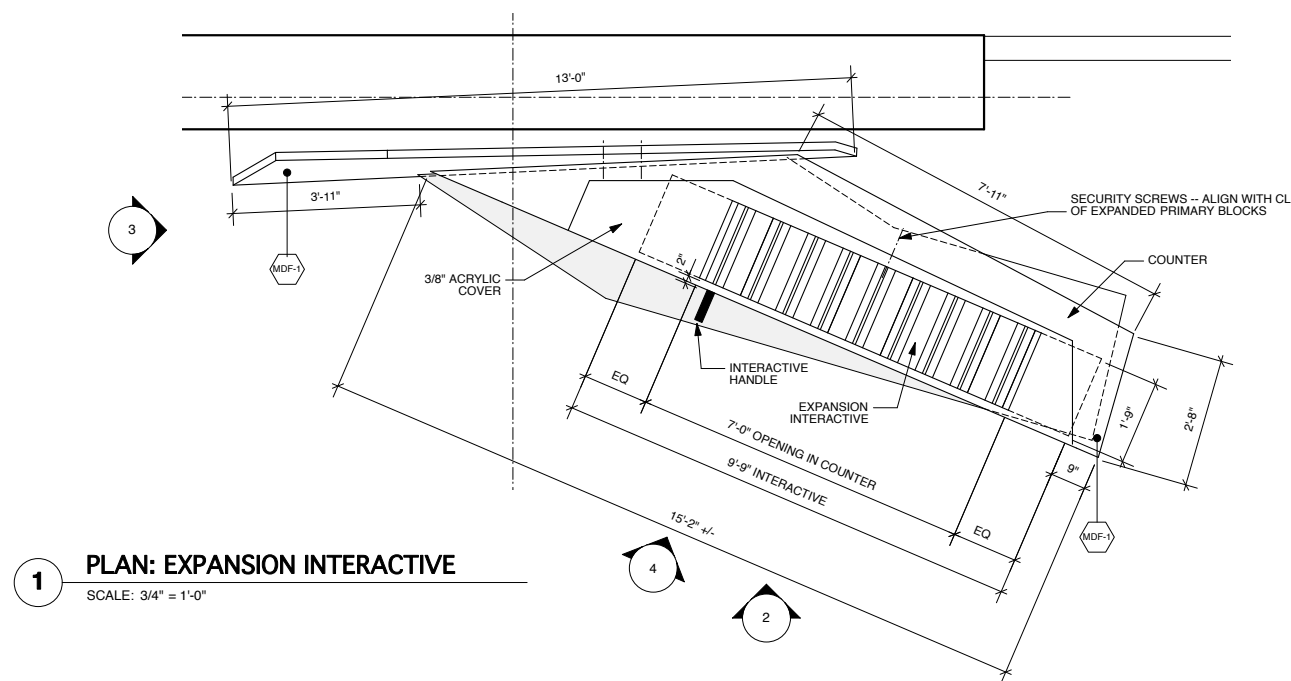 13'-0"
7'-11"
3'-11"
SECURITY SCREWS -- ALIGN WITH CL
OF EXPANDED PRIMARY BLOCKS
3
MDF-1
2"
COUNTER
3/8" ACRYLIC
COVER
INTERACTIVE
HANDLE
EQ
EXPANSION
INTERACTIVE
1'-9"
2'-8"
7'-0" OPENING IN COUNTER
9'-9" INTERACTIVE
9"
15'-2" +/-
EQ
MDF-1
1
PLAN: EXPANSION INTERACTIVE
SCALE: 3/4" = 1'-0"
4
2